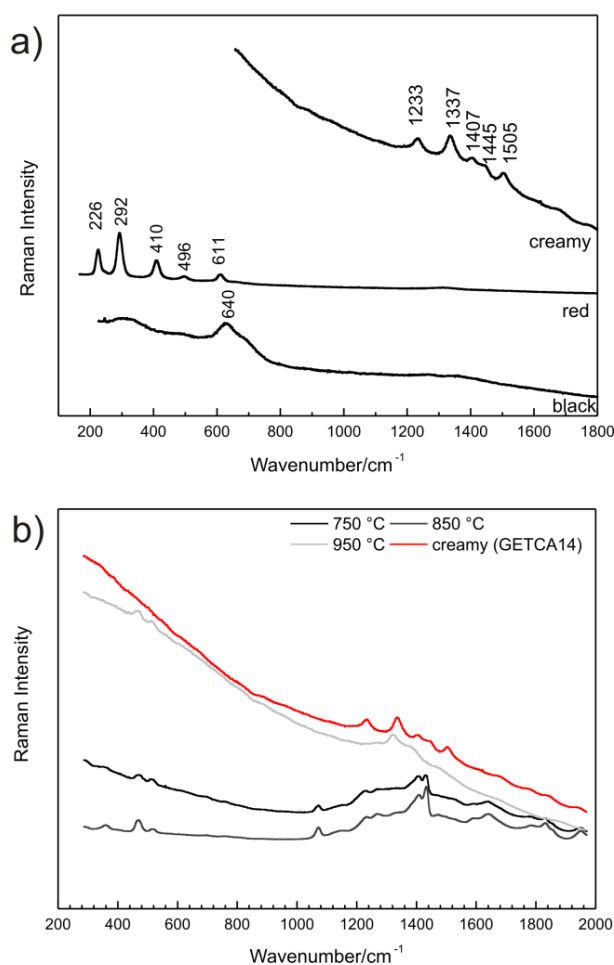 a)
1233
1337
1407
1445
1505
creamy
226
292
410
496
611
red
640
black
Raman Intensity
200 400 600 800 1000 1200 1400 1600 1800
Wavenumber/cm⁻¹
b)
750 °C 850 °C
950 °C creamy (GETCA14)
Raman Intensity
200 400 600 800 1000 1200 1400 1600 1800 2000
Wavenumber/cm⁻¹